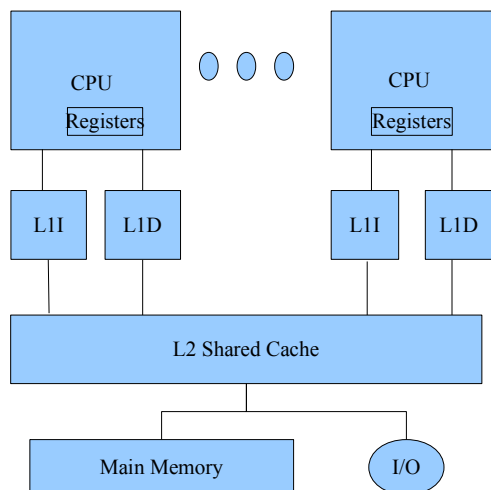 CPU
Registers
CPU
Registers
L1I
L1D
L1I
L1D
L2 Shared Cache
Main Memory
I/O